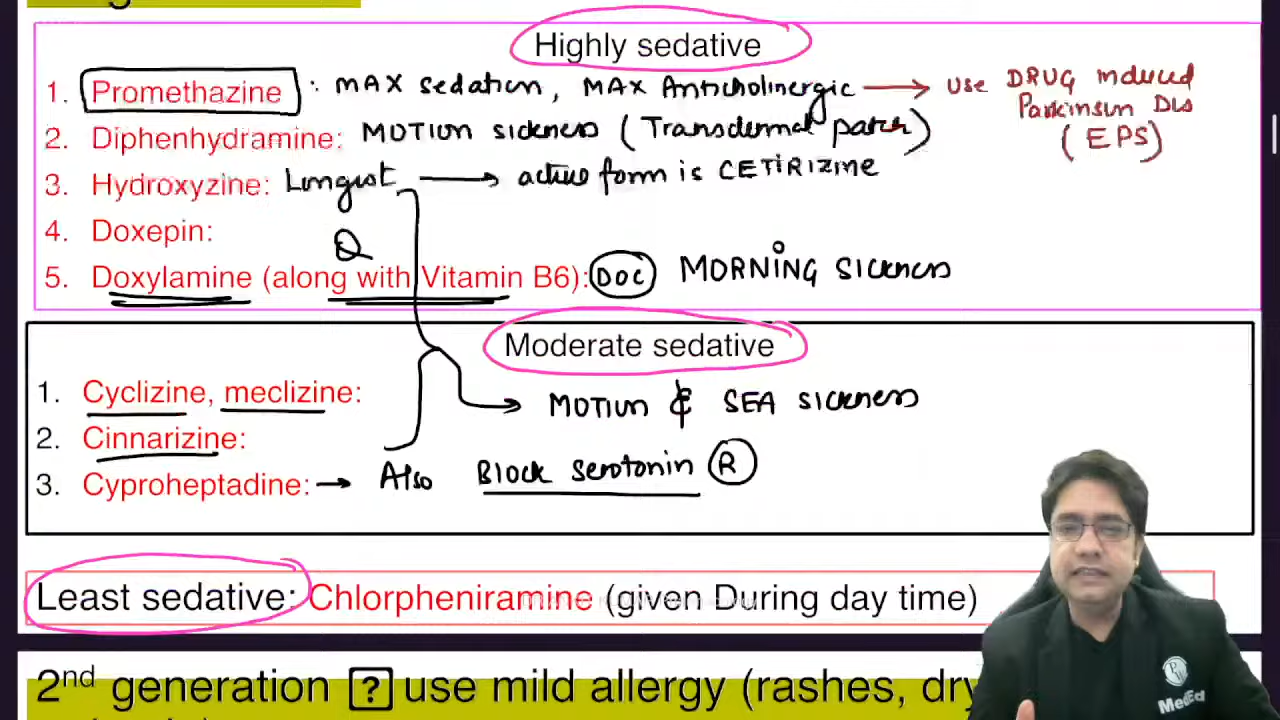 Highly sedative
1. Promethazine : MAX sedation, MAX Anticholinergic → use DRUG induced Parkinson Dis (EPS)
2. Diphenhydramine: MOTION sickness (Transdermal patch)
3. Hydroxyzine: Longest → active form is CETIRIZINE
4. Doxepin:
Q
5. Doxylamine (along with Vitamin B6): DOC MORNING SICKNESS
Moderate sedative
1. Cyclizine, meclizine:
→ MOTION & SEA SICKNESS
2. Cinnarizine:
3. Cyproheptadine: → Also Block serotonin R
Least sedative: Chlorpheniramine (given During day time)
2nd generation ? use mild allergy (rashes, dry
MedEd